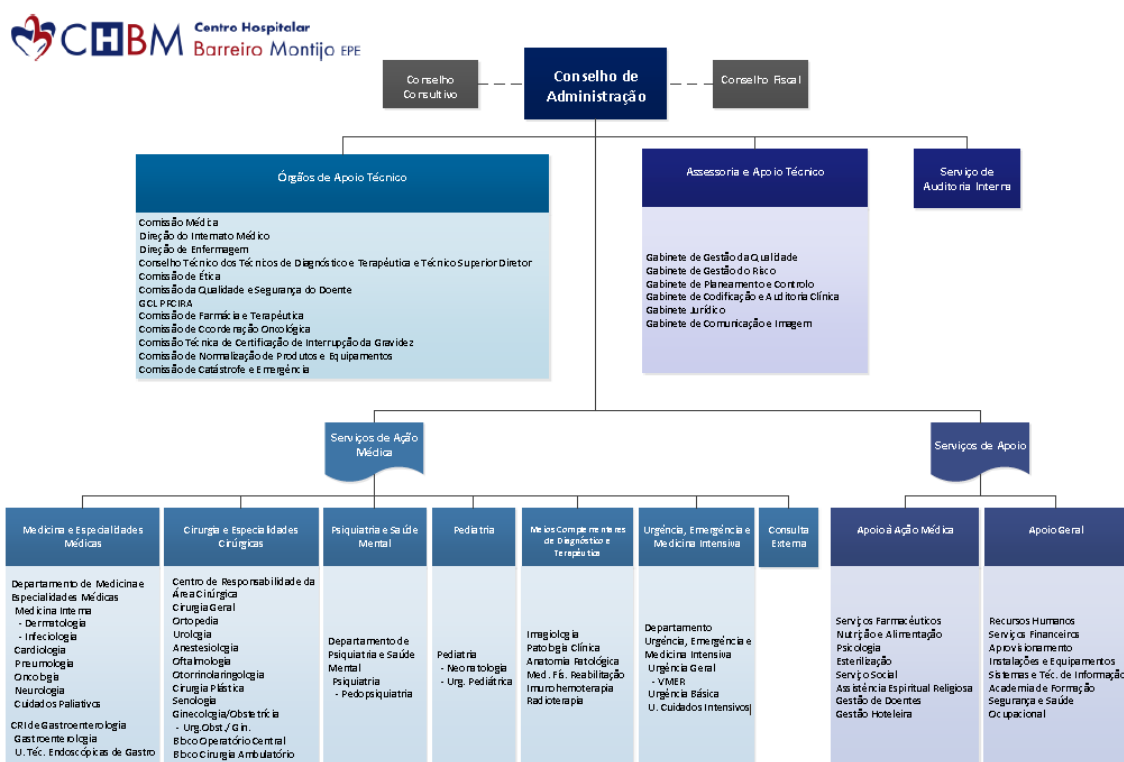 CHBM Centro Hospitalar
Barreiro Montijo EPE
Conselho
Consultivo
Conselho de
Administração
Conselho Fiscal
Órgãos de Apoio Técnico
Comissão Médica
Direção do Internato Médico
Direção de Enfermagem
Conselho Técnico dos Técnicos de Diagnóstico e Terapêutica e Técnico Superior Diretor
Comissão de Ética
Comissão da Qualidade e Segurança do Doente
GCL PPCIRA
Comissão de Farmácia e Terapêutica
Comissão de Coordenação Oncológica
Comissão Técnica de Certificação de Interrupção da Gravidez
Comissão de Normalização de Produtos e Equipamentos
Comissão de Catástrofe e Emergência
Assessoria e Apoio Técnico
Gabinete de Gestão da Qualidade
Gabinete de Gestão do Risco
Gabinete de Planeamento e Controlo
Gabinete de Codificação e Auditoria Clínica
Gabinete Jurídico
Gabinete de Comunicação e Imagem
Serviço de
Auditoria Interna
Serviços de Ação
Médica
Serviços de Apoio
Medicina e Especialidades
Médicas
Departamento de Medicina e
Especialidades Médicas
Medicina Interna
- Dermatologia
- Infeciologia
Cardiologia
Pneumologia
Oncologia
Neurologia
Cuidados Paliativos
CRI de Gastroenterologia
Gastroenterologia
U. Téc. Endoscópicas de Gastro
Cirurgia e Especialidades
Cirúrgicas
Centro de Responsabilidade da
Área Cirúrgica
Cirurgia Geral
Ortopedia
Urologia
Anestesiologia
Oftalmologia
Otorrinolaringologia
Cirurgia Plástica
Senologia
Ginecologia/Obstetrícia
- Urg.Obst./ Gin.
Bloco Operatório Central
Bloco Cirurgia Ambulatório
Psiquiatria e Saúde
Mental
Departamento de
Psiquiatria e Saúde
Mental
Psiquiatria
- Pedopsiquiatria
Pediatria
Pediatria
- Neonatologia
- Urg. Pediátrica
Meios Complementares
de Diagnóstico e
Terapêutica
Imagiologia
Patologia Clínica
Anatomia Patológica
Med. Fís. Reabilitação
Imunohemoterapia
Radioterapia
Urgência, Emergência e
Medicina Intensiva
Departamento
Urgência, Emergência e
Medicina Intensiva
Urgência Geral
- VMER
Urgência Básica
U. Cuidados Intensivos
Consulta
Externa
Apoio à Ação Médica
Serviços Farmacêuticos
Nutrição e Alimentação
Psicologia
Esterilização
Serviço Social
Assistência Espiritual Religiosa
Gestão de Doentes
Gestão Hoteleira
Apoio Geral
Recursos Humanos
Serviços Financeiros
Aprovisionamento
Instalações e Equipamentos
Sistemas e Téc. de Informação
Academia de Formação
Segurança e Saúde
Ocupacional